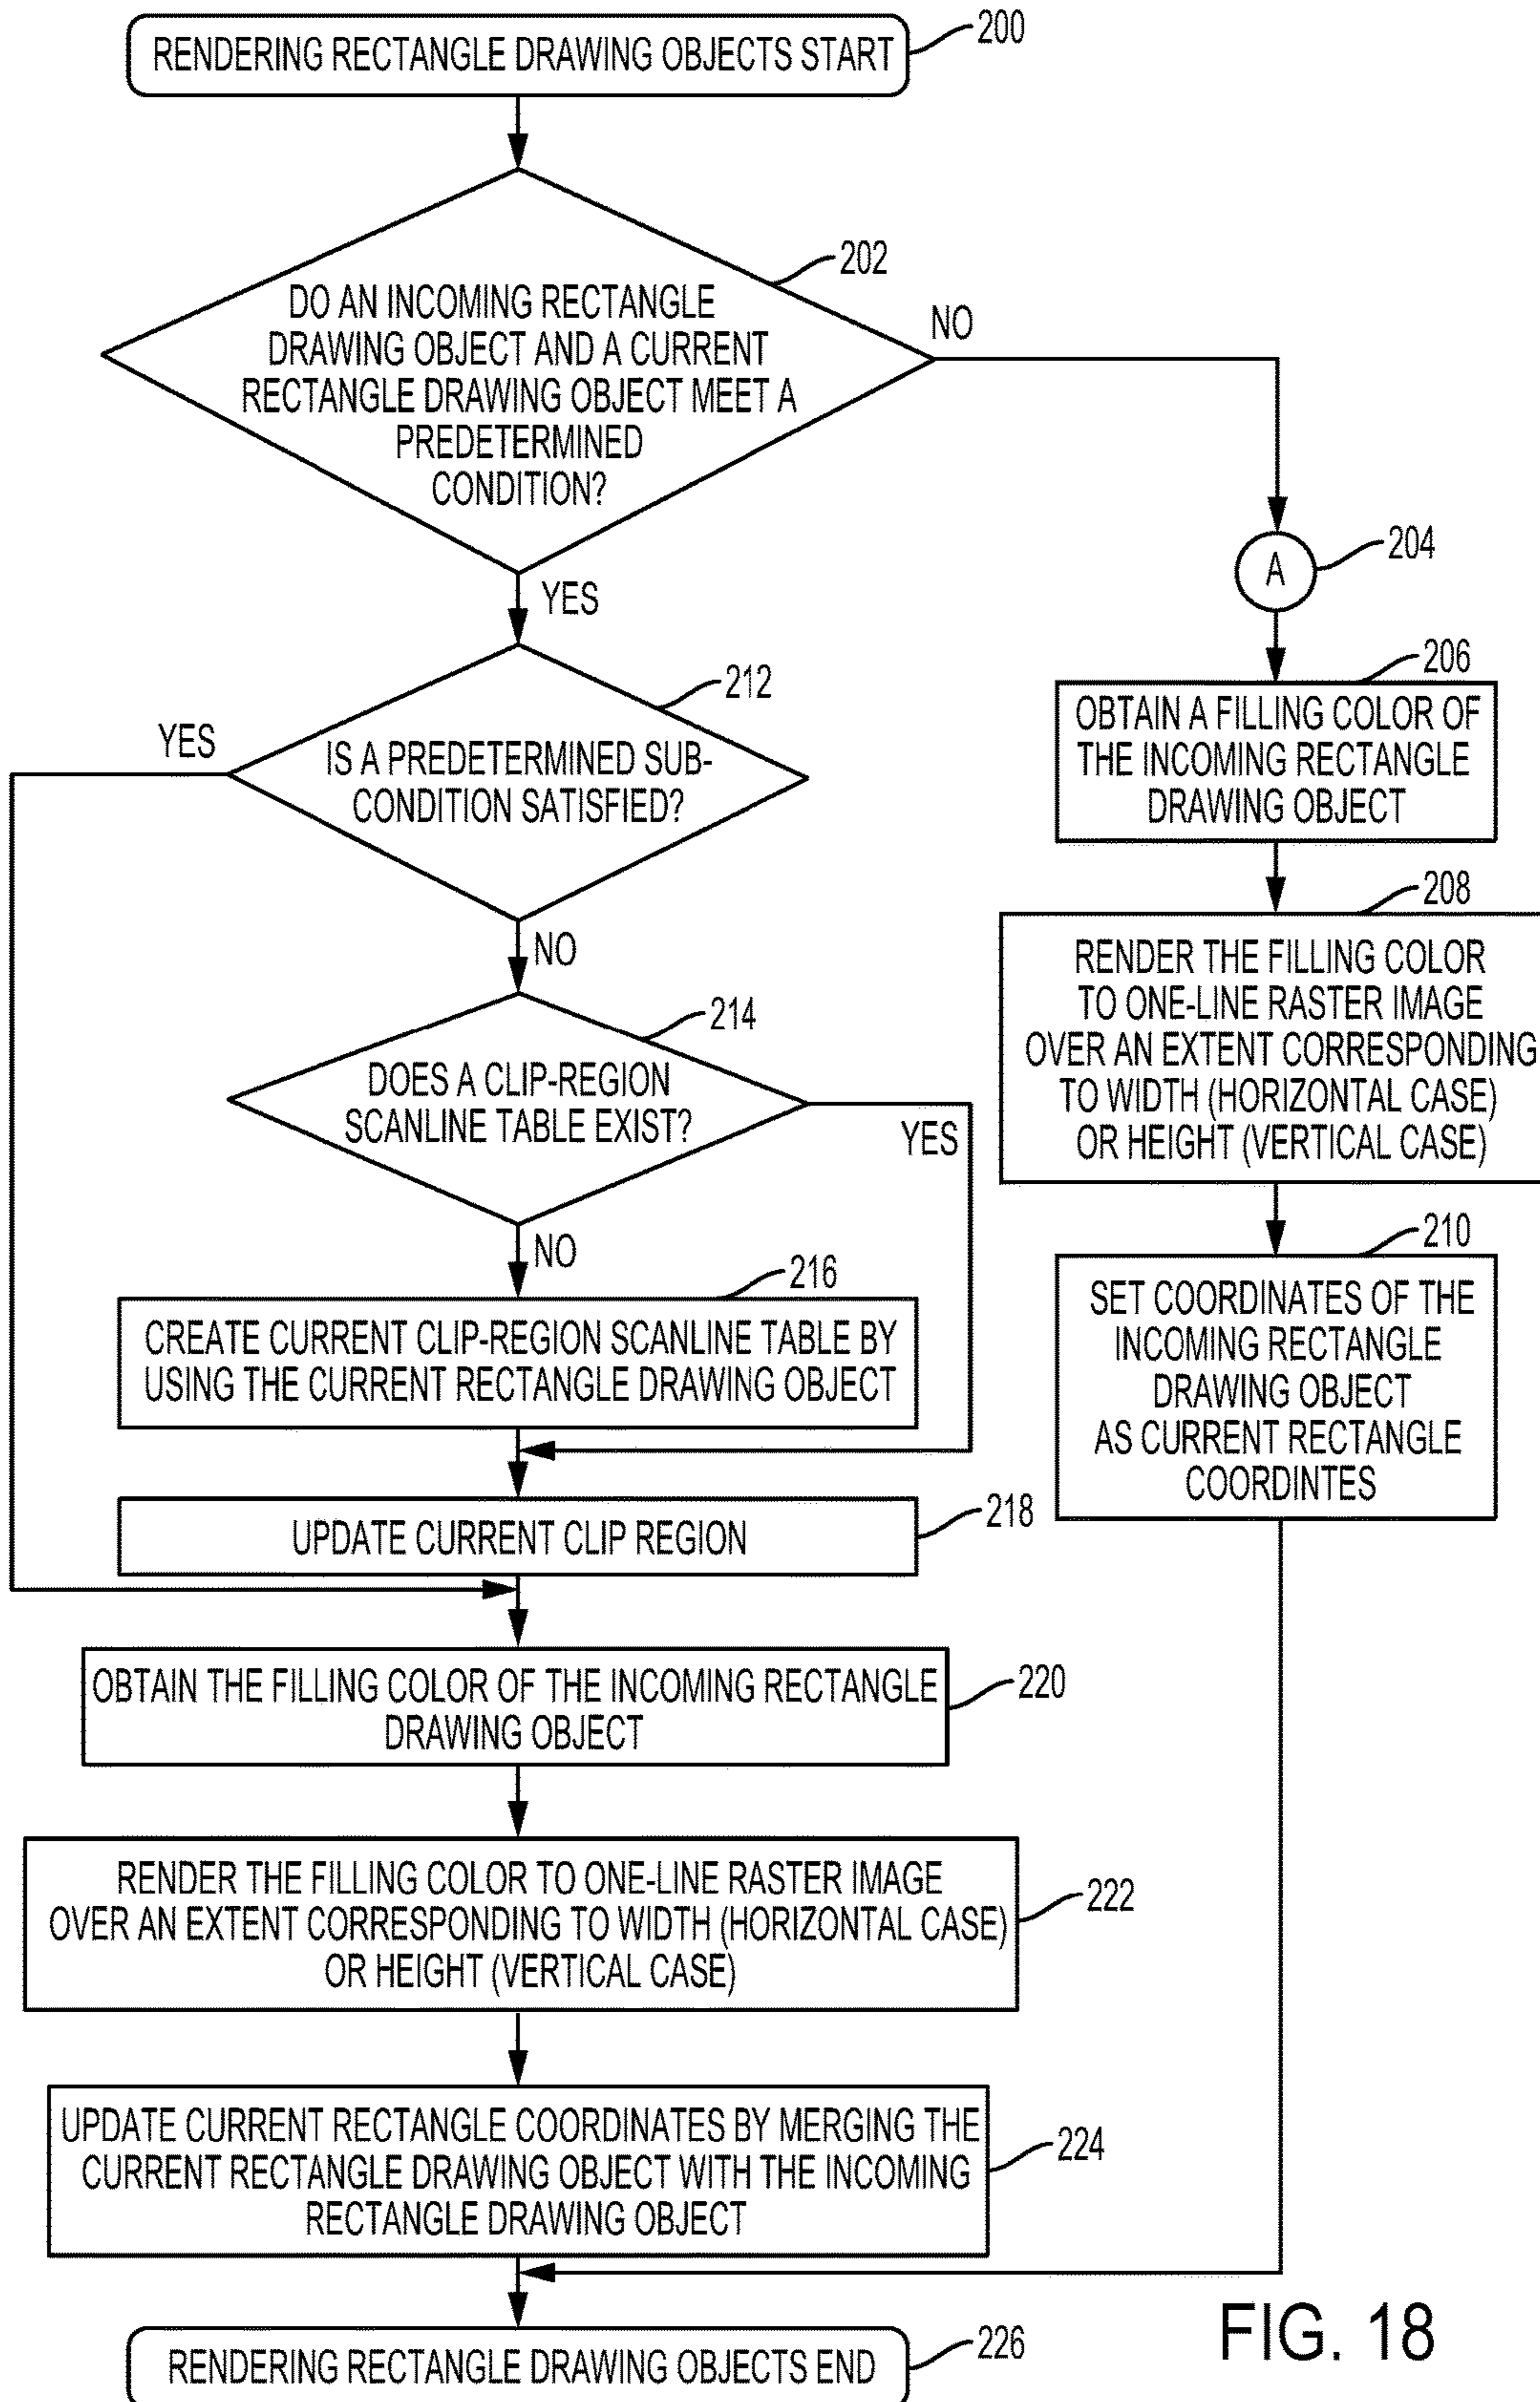 RENDERING RECTANGLE DRAWING OBJECTS START
200
DO AN INCOMING RECTANGLE
DRAWING OBJECT AND A CURRENT
RECTANGLE DRAWING OBJECT MEET A
PREDETERMINED
CONDITION?
202
NO
YES
A
204
206
OBTAIN A FILLING COLOR OF
THE INCOMING RECTANGLE
DRAWING OBJECT
208
RENDER THE FILLING COLOR
TO ONE-LINE RASTER IMAGE
OVER AN EXTENT CORRESPONDING
TO WIDTH (HORIZONTAL CASE)
OR HEIGHT (VERTICAL CASE)
210
SET COORDINATES OF THE
INCOMING RECTANGLE
DRAWING OBJECT
AS CURRENT RECTANGLE
COORDINTES
212
YES
IS A PREDETERMINED SUB-
CONDITION SATISFIED?
NO
214
DOES A CLIP-REGION
SCANLINE TABLE EXIST?
YES
NO
216
CREATE CURRENT CLIP-REGION SCANLINE TABLE BY
USING THE CURRENT RECTANGLE DRAWING OBJECT
UPDATE CURRENT CLIP REGION
218
OBTAIN THE FILLING COLOR OF THE INCOMING RECTANGLE
DRAWING OBJECT
220
RENDER THE FILLING COLOR TO ONE-LINE RASTER IMAGE
OVER AN EXTENT CORRESPONDING TO WIDTH (HORIZONTAL CASE)
OR HEIGHT (VERTICAL CASE)
222
UPDATE CURRENT RECTANGLE COORDINATES BY MERGING THE
CURRENT RECTANGLE DRAWING OBJECT WITH THE INCOMING
RECTANGLE DRAWING OBJECT
224
RENDERING RECTANGLE DRAWING OBJECTS END
226
FIG. 18